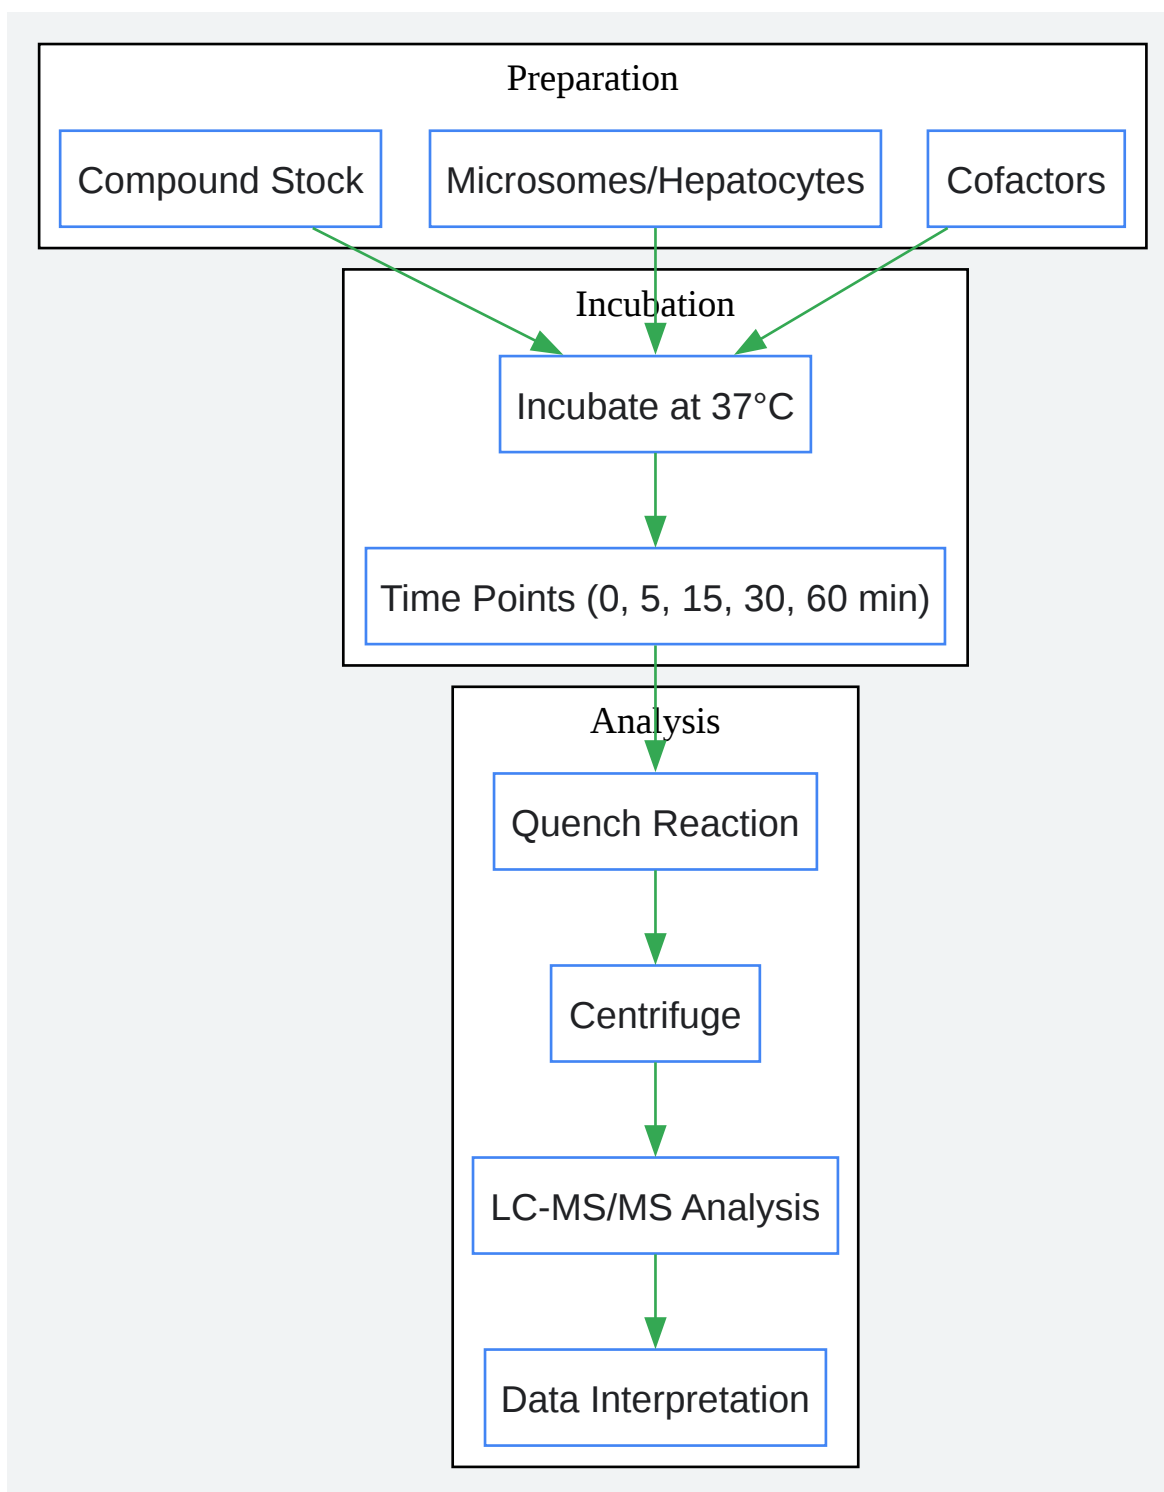 Preparation
Compound Stock
Microsomes/Hepatocytes
Cofactors
Incubation
Incubate at 37°C
Time Points (0, 5, 15, 30, 60 min)
Analysis
Quench Reaction
Centrifuge
LC-MS/MS Analysis
Data Interpretation